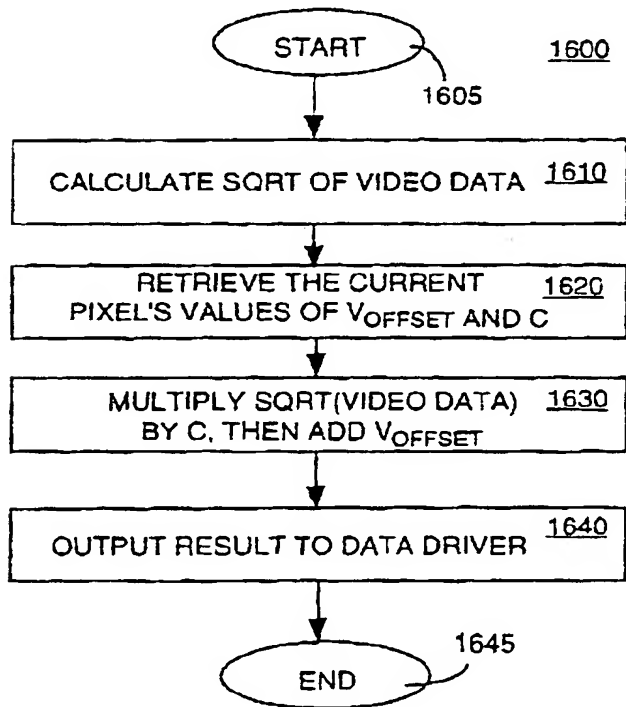 START
1600
1605
CALCULATE SQRT OF VIDEO DATA 1610
RETRIEVE THE CURRENT
PIXEL'S VALUES OF VOFFSET AND C
1620
MULTIPLY SQRT(VIDEO DATA)
BY C, THEN ADD VOFFSET
1630
OUTPUT RESULT TO DATA DRIVER 1640
1645
END